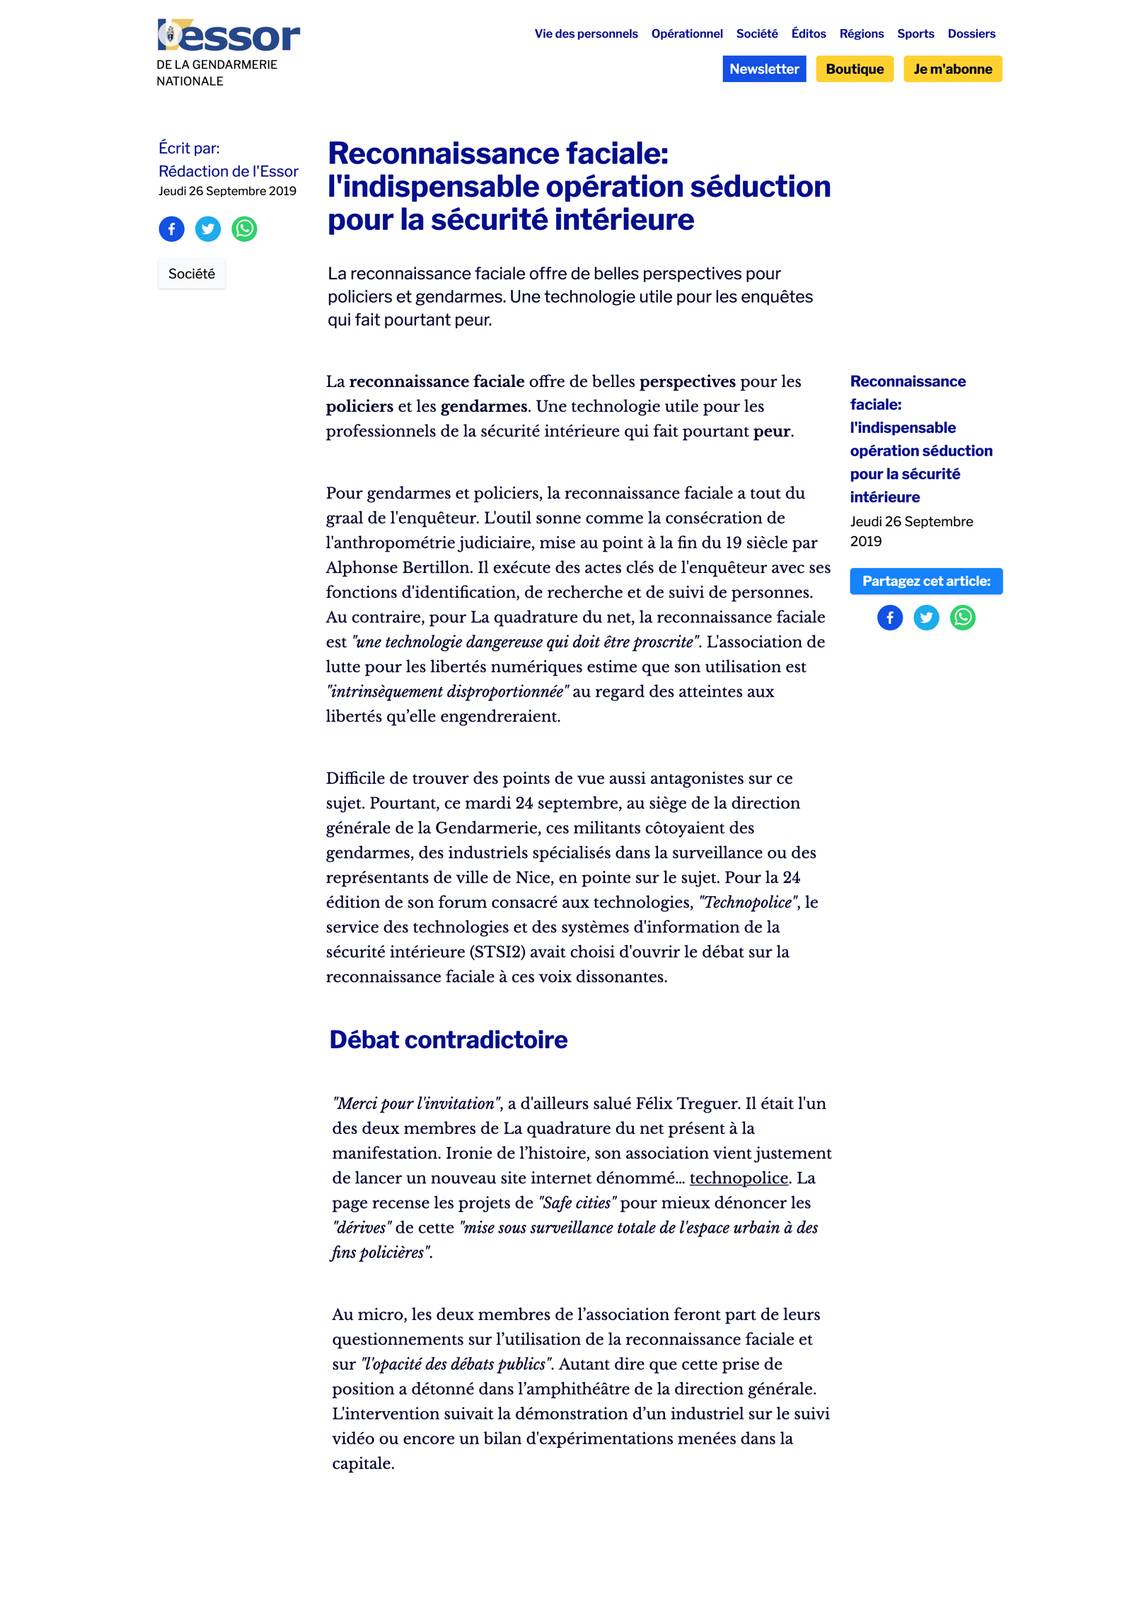 l'essor
DE LA GENDARMERIE
NATIONALE
Vie des personnels Opérationnel Société Éditos Régions Sports Dossiers
Newsletter Boutique Je m'abonne
Écrit par:
Rédaction de l'Essor
Jeudi 26 Septembre 2019
Société
Reconnaissance faciale:
l'indispensable opération séduction
pour la sécurité intérieure
La reconnaissance faciale offre de belles perspectives pour
policiers et gendarmes. Une technologie utile pour les enquêtes
qui fait pourtant peur.
La reconnaissance faciale offre de belles perspectives pour les
policiers et les gendarmes. Une technologie utile pour les
professionnels de la sécurité intérieure qui fait pourtant peur.
Pour gendarmes et policiers, la reconnaissance faciale a tout du
graal de l'enquêteur. L'outil sonne comme la consécration de
l'anthropométrie judiciaire, mise au point à la fin du 19 siècle par
Alphonse Bertillon. Il exécute des actes clés de l'enquêteur avec ses
fonctions d'identification, de recherche et de suivi de personnes.
Au contraire, pour La quadrature du net, la reconnaissance faciale
est "une technologie dangereuse qui doit être proscrite". L'association de
lutte pour les libertés numériques estime que son utilisation est
"intrinsèquement disproportionnée" au regard des atteintes aux
libertés qu’elle engendreraient.
Difficile de trouver des points de vue aussi antagonistes sur ce
sujet. Pourtant, ce mardi 24 septembre, au siège de la direction
générale de la Gendarmerie, ces militants côtoyaient des
gendarmes, des industriels spécialisés dans la surveillance ou des
représentants de ville de Nice, en pointe sur le sujet. Pour la 24
édition de son forum consacré aux technologies, "Technopolice", le
service des technologies et des systèmes d'information de la
sécurité intérieure (STSI2) avait choisi d'ouvrir le débat sur la
reconnaissance faciale à ces voix dissonantes.
Débat contradictoire
"Merci pour l'invitation", a d'ailleurs salué Félix Treguer. Il était l'un
des deux membres de La quadrature du net présent à la
manifestation. Ironie de l’histoire, son association vient justement
de lancer un nouveau site internet dénommé… technopolice. La
page recense les projets de "Safe cities" pour mieux dénoncer les
"dérives" de cette "mise sous surveillance totale de l'espace urbain à des
fins policières".
Au micro, les deux membres de l’association feront part de leurs
questionnements sur l’utilisation de la reconnaissance faciale et
sur "l'opacité des débats publics". Autant dire que cette prise de
position a détonné dans l’amphithéâtre de la direction générale.
L'intervention suivait la démonstration d’un industriel sur le suivi
vidéo ou encore un bilan d'expérimentations menées dans la
capitale.
Reconnaissance
faciale:
l'indispensable
opération séduction
pour la sécurité
intérieure
Jeudi 26 Septembre
2019
Partagez cet article: